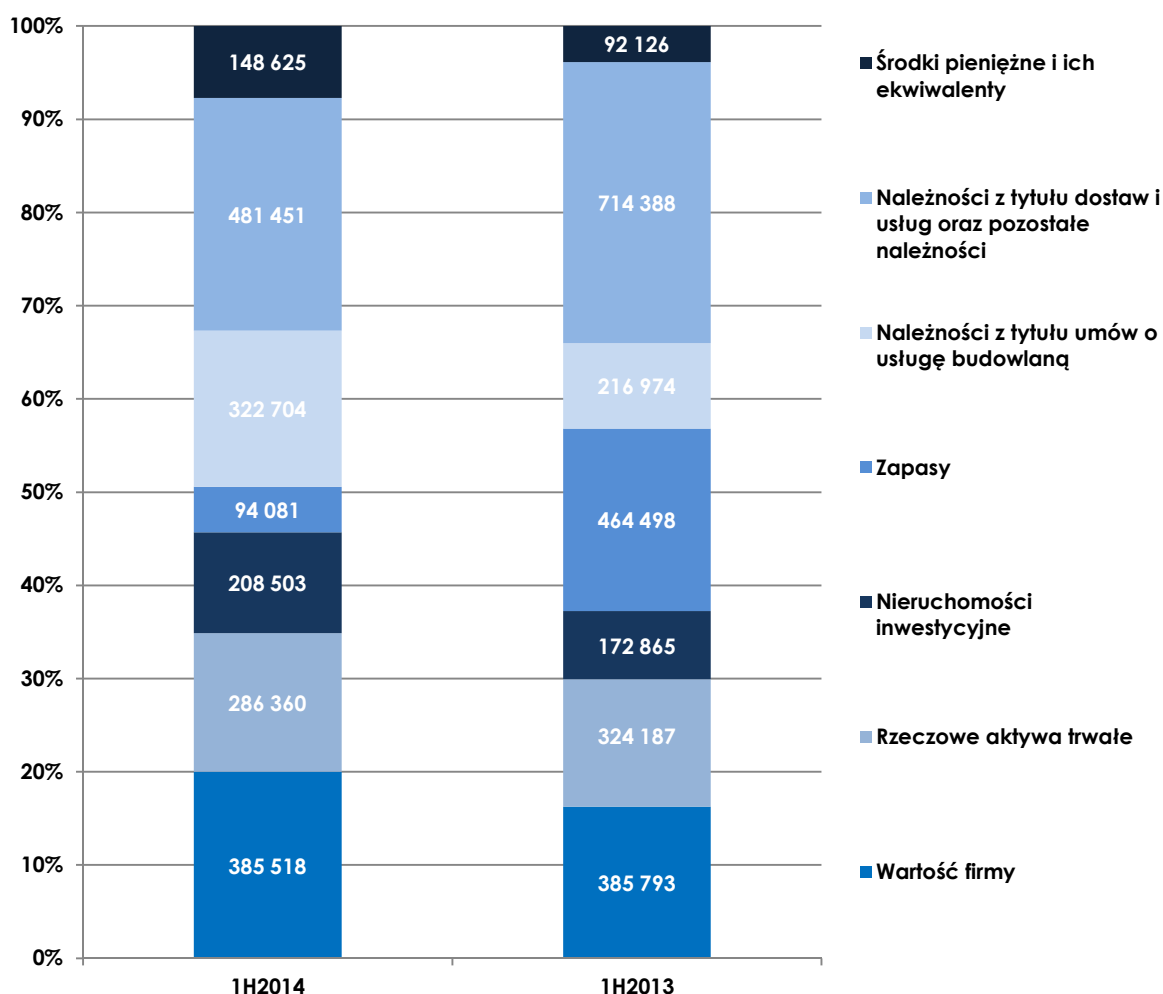 100%
90%
80%
70%
60%
50%
40%
30%
20%
10%
0%
148 625
481 451
322 704
94 081
208 503
286 360
385 518
92 126
714 388
216 974
464 498
172 865
324 187
385 793
1H2014
1H2013
Środki pieniężne i ich
ekwiwalenty
Należności z tytułu dostaw i
usług oraz pozostałe
należności
Należności z tytułu umów o
usługę budowlaną
Zapasy
Nieruchomości
inwestycyjne
Rzeczowe aktywa trwałe
Wartość firmy